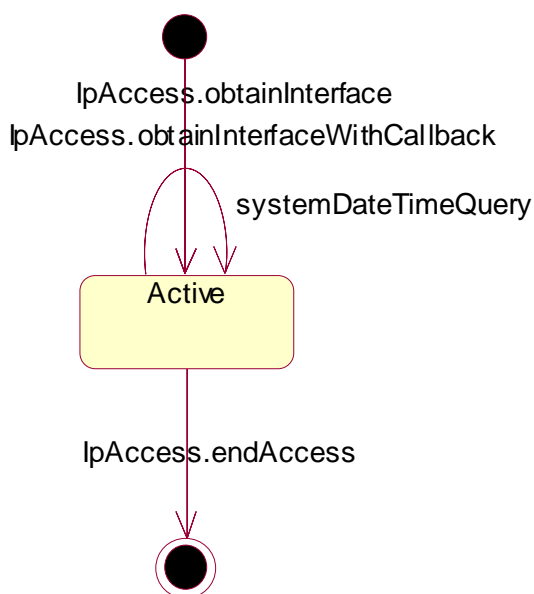 IpAccess.obtainInterface
IpAccess.obtainInterfaceWithCallback
systemDateTimeQuery
Active
IpAccess.endAccess